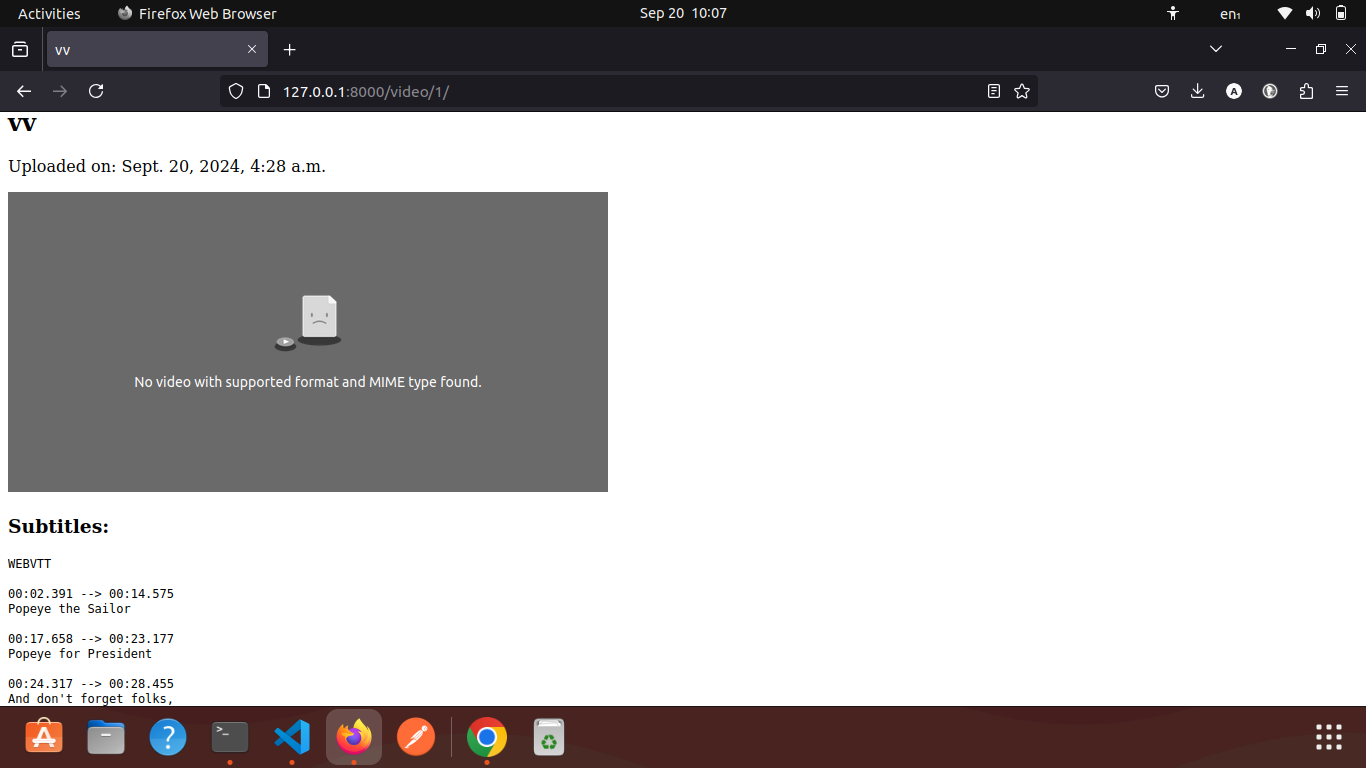 Activities
Firefox Web Browser
Sep 20 10:07
en₁
vv
127.0.0.1:8000/video/1/
vv
Uploaded on: Sept. 20, 2024, 4:28 a.m.
No video with supported format and MIME type found.
Subtitles:
WEBVTT
00:02.391 --> 00:14.575
Popeye the Sailor
00:17.658 --> 00:23.177
Popeye for President
00:24.317 --> 00:28.455
And don't forget folks,